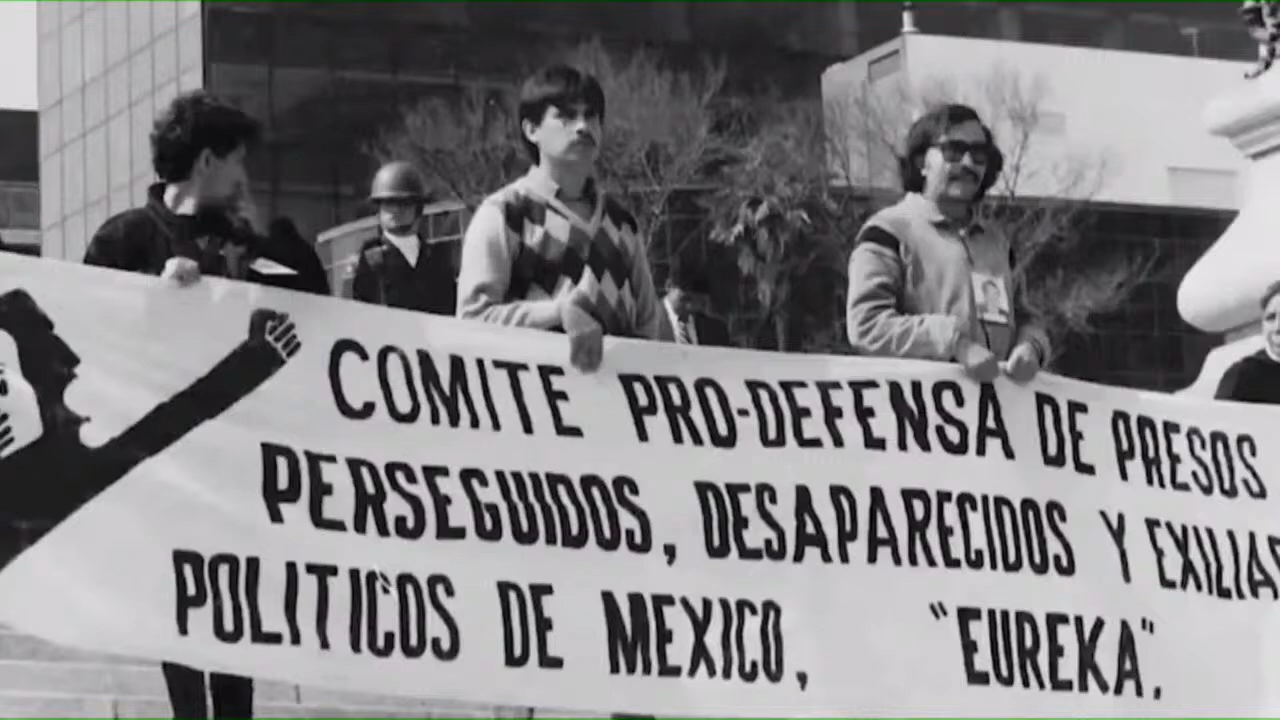 COMITE PRO-DEFENSA DE PRESOS
PERSEGUIDOS, DESAPARECIDOS Y
POLITICOS DE MEXICO, "EUREKA".